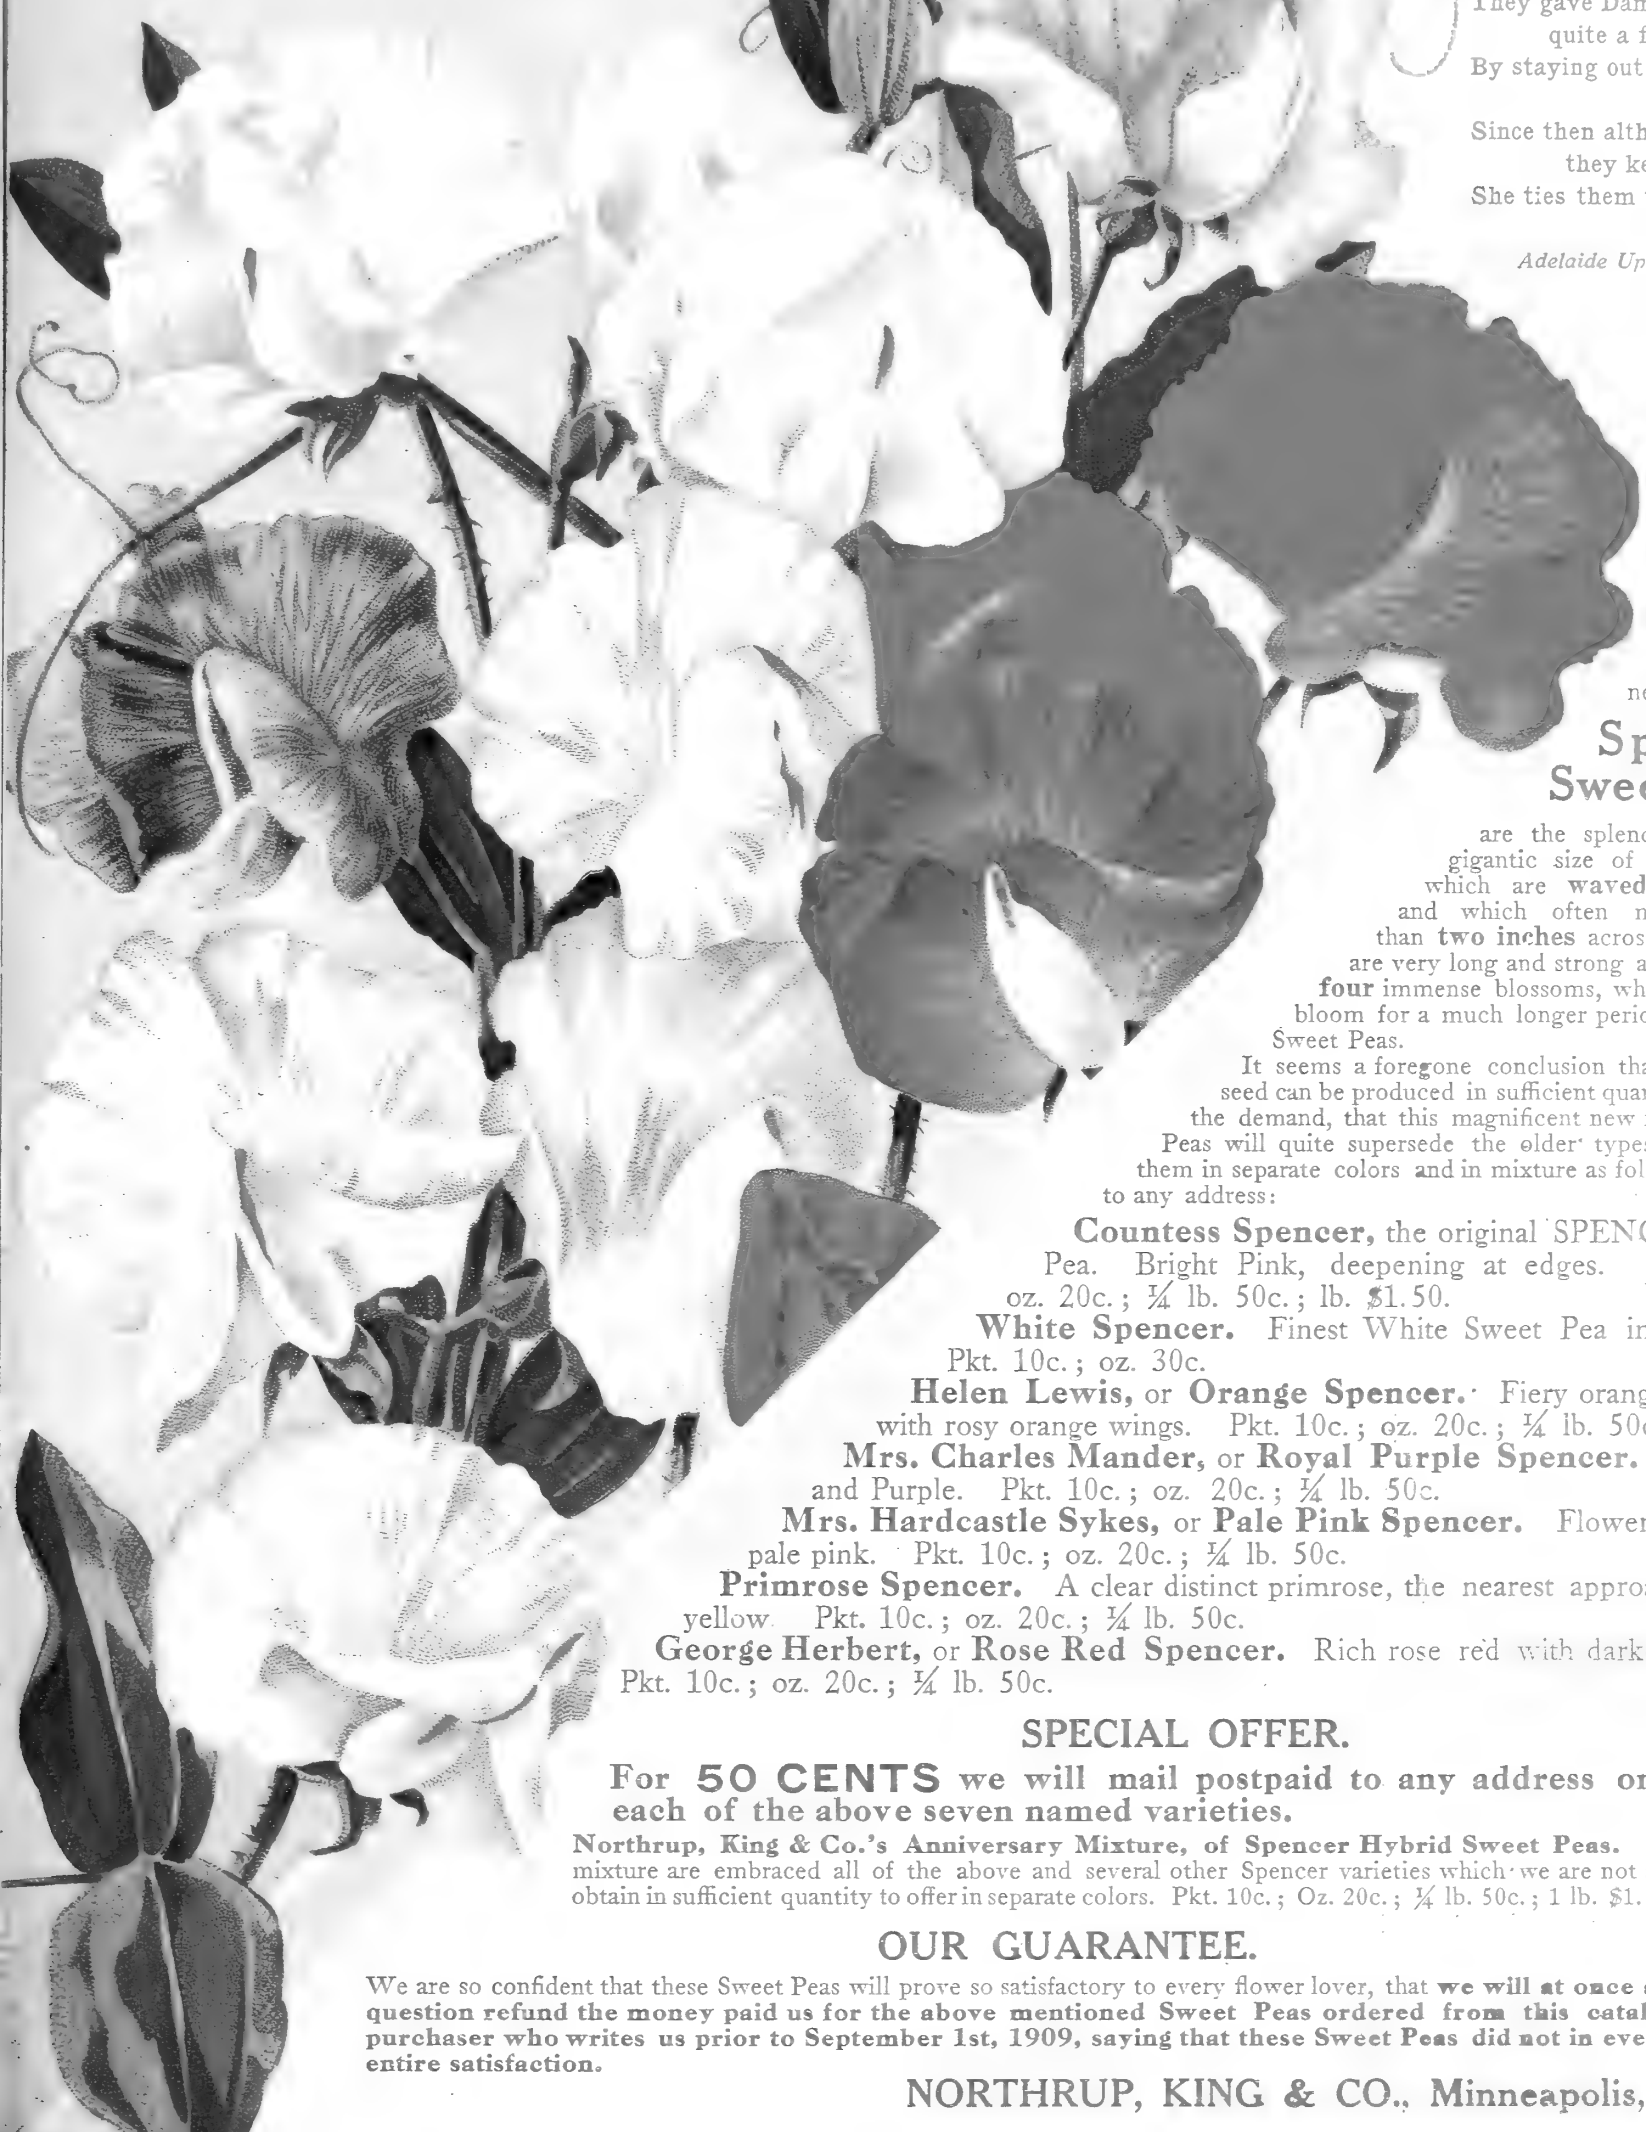 They gave Dam
quite a f
By staying out
Since then alth
they ke
She ties them
Adelaide Up
ne
Sp
Swee
are the splend
gigantic size of
which are waved
and which often m
than two inches acros
are very long and strong a
four immense blossoms, wh
bloom for a much longer perio
Sweet Peas.
It seems a foregone conclusion tha
seed can be produced in sufficient quan
the demand, that this magnificent new
Peas will quite supersede the older types
them in separate colors and in mixture as fol
to any address:
Countess Spencer, the original SPENC
Pea. Bright Pink, deepening at edges.
oz. 20c.; ¼ lb. 50c.; lb. $1.50.
White Spencer. Finest White Sweet Pea in
Pkt. 10c.; oz. 30c.
Helen Lewis, or Orange Spencer. Fiery orang
with rosy orange wings. Pkt. 10c.; oz. 20c.; ¼ lb. 50c
Mrs. Charles Mander, or Royal Purple Spencer.
and Purple. Pkt. 10c.; oz. 20c.; ¼ lb. 50c.
Mrs. Hardcastle Sykes, or Pale Pink Spencer. Flower
pale pink. Pkt. 10c.; oz. 20c.; ¼ lb. 50c.
Primrose Spencer. A clear distinct primrose, the nearest appro
yellow. Pkt. 10c.; oz. 20c.; ¼ lb. 50c.
George Herbert, or Rose Red Spencer. Rich rose red with dark
Pkt. 10c.; oz. 20c.; ¼ lb. 50c.
SPECIAL OFFER.
For 50 CENTS we will mail postpaid to any address on
each of the above seven named varieties.
Northrup, King & Co.'s Anniversary Mixture, of Spencer Hybrid Sweet Peas.
mixture are embraced all of the above and several other Spencer varieties which we are not
obtain in sufficient quantity to offer in separate colors. Pkt. 10c.; Oz. 20c.; ¼ lb. 50c.; 1 lb. $1.
OUR GUARANTEE.
We are so confident that these Sweet Peas will prove so satisfactory to every flower lover, that we will at once
question refund the money paid us for the above mentioned Sweet Peas ordered from this catal
purchaser who writes us prior to September 1st, 1909, saying that these Sweet Peas did not in eve
entire satisfaction.
NORTHRUP, KING & CO., Minneapolis,